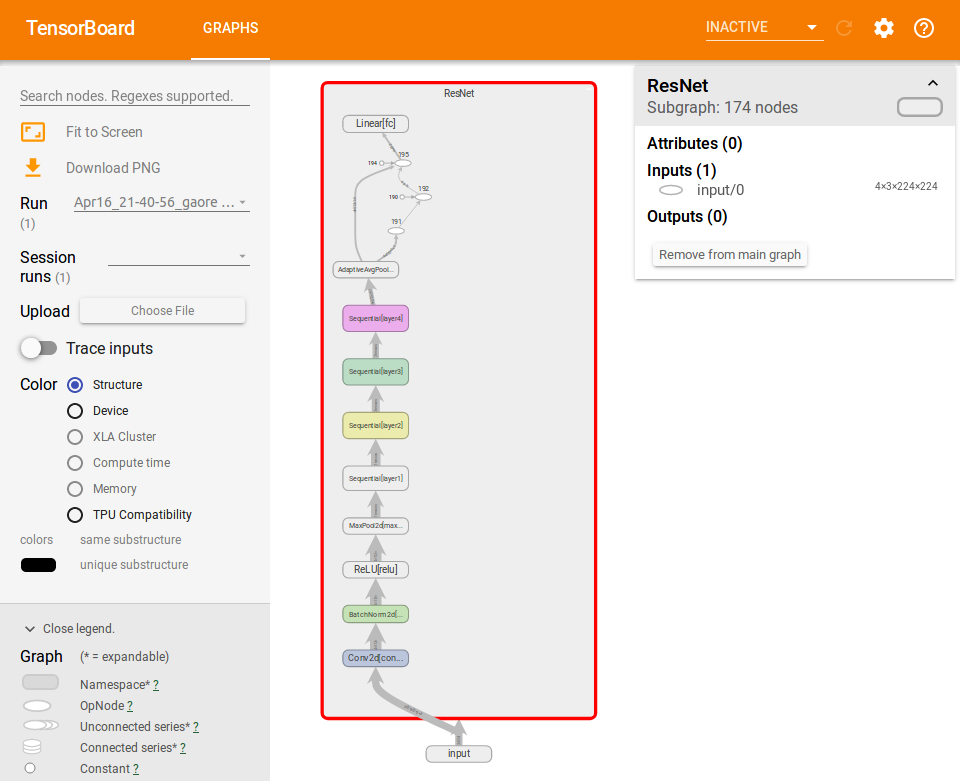 TensorBoard
GRAPHS
INACTIVE
Search nodes. Regexes supported.
Fit to Screen
Download PNG
Run
(1)
Apr16_21-40-56_gaore ...
Session
runs (1)
Upload
Choose File
Trace inputs
Color
Structure
Device
XLA Cluster
Compute time
Memory
TPU Compatibility
colors
same substructure
unique substructure
Close legend.
Graph
(* = expandable)
Namespace* ?
OpNode ?
Unconnected series* ?
Connected series* ?
Constant ?
ResNet
Linear[fc]
195
194
192
190
191
AdaptiveAvgPool...
Sequential[layer4]
Sequential[layer3]
Sequential[layer2]
Sequential[layer1]
MaxPool2d[max...
ReLU[relu]
BatchNorm2d[...
Conv2d[con...
input
ResNet
Subgraph: 174 nodes
Attributes (0)
Inputs (1)
input/0
4×3×224×224
Outputs (0)
Remove from main graph